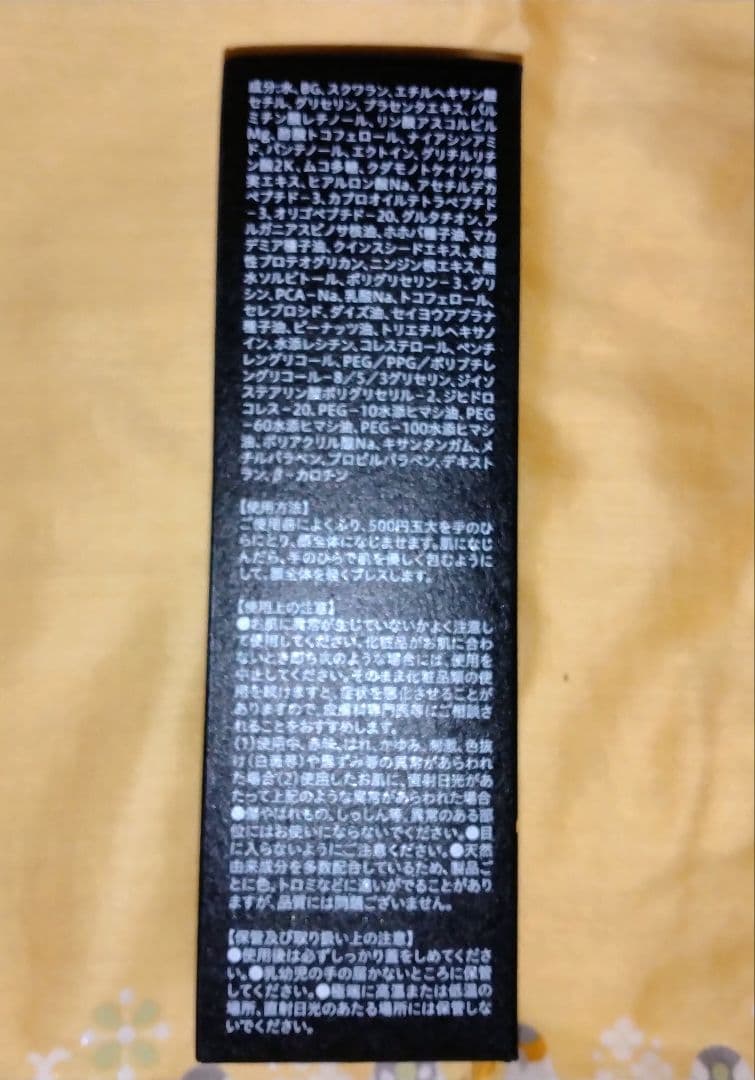 成分:水、BG、スクワラン、エチルヘキサン酸
セチル、グリセリン、プラセンタエキス、パル
ミチン酸レチノール、リン酸アスコルビル
Mg、酢酸トコフェロール、ナイアシンアミ
ド、パンテノール、エクトイン、グリチルリチ
ン酸2K、ムコ多糖、クダモノトケイソウ果
実エキス、ヒアルロン酸Na、アセチルデカ
ペプチド-3、カプロオイルテトラペプチド
-3、オリゴペプチド-20、グルタチオン、ア
ルガニアスピノサ核油、ホホバ種子油、マカ
デミア種子油、クインスシードエキス、水溶
性プロテオグリカン、ニンジン根エキス、無
水ソルビトール、ポリグリセリン-3、グリ
シン、PCA-Na、乳酸Na、トコフェロール、
セレブロシド、ダイズ油、セイヨウアブラナ
種子油、ピーナッツ油、トリエチルヘキサノ
イン、水添レシチン、コレステロール、ペンチ
レングリコール、PEG/PPG/ポリブチレ
ングリコール-8/5/3グリセリン、ジイソ
ステアリン酸ポリグリセリル-2、ジヒドロ
コレス-20、PEG-10水添ヒマシ油、PEG
-60水添ヒマシ油、PEG-100水添ヒマシ
油、ポリアクリル酸Na、キサンタンガム、メ
チルパラベン、プロピルパラベン、デキスト
ラン、β-カロチン
【使用方法】
ご使用前によくふり、500円玉大を手のひ
らにとり、顔全体になじませます。肌になじ
んだら、手のひらで肌を優しく包むように
して、顔全体を軽くプレスします。
【使用上の注意】
●お肌に異常が生じていないかよく注意し
て使用してください。化粧品がお肌に合わ
ないとき即ち次のような場合には、使用を
中止してください。そのまま化粧品類の使
用を続けますと、症状を悪化させることが
ありますので、皮膚科専門医等にご相談さ
れることをおすすめします。
(1)使用中、赤味、はれ、かゆみ、刺激、色抜
け(白斑等)や黒ずみ等の異常があらわれ
た場合(2)使用したお肌に、直射日光があ
たって上記のような異常があらわれた場合
●傷やはれもの、しっしん等、異常のある部
位にはお使いにならないでください。●目
に入らないようにご注意ください。●天然
由来成分を多数配合しているため、製品ご
とに色、トロミなどに違いがでることがあり
ますが、品質には問題ございません。
【保管及び取り扱い上の注意】
●使用後は必ずしっかり蓋をしめてくださ
い。●乳幼児の手の届かないところに保管
してください。●極端に高温または低温の
場所、直射日光のあたる場所には保管しな
いでください。